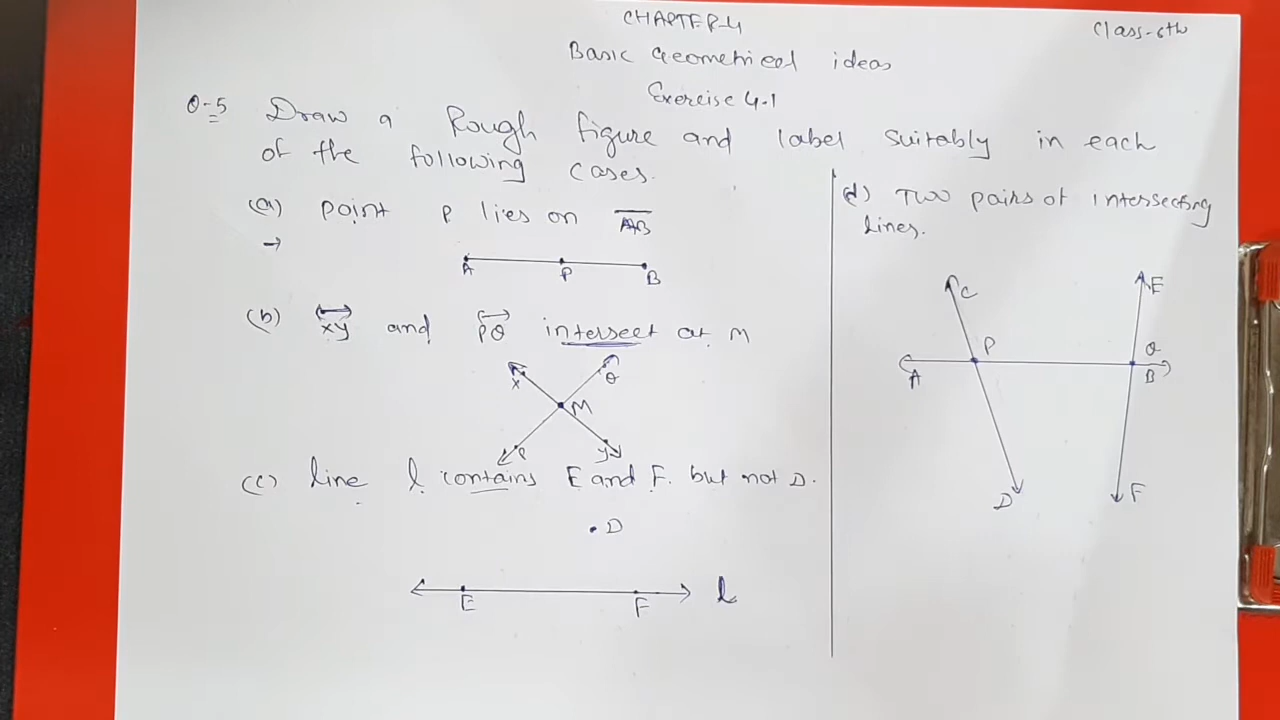 CHAPTER-4
Class-6th
Basic Geometrical ideas
Exercise 4.1
Q-5 Draw a Rough figure and label suitably in each
of the following cases.
(a) point P lies on AB
→
A P B
(b) XY and PQ intersect at M
X Q
M
P Y
(c) line l contains E and F. but not D.
D
E F l
(d) Two pairs of intersecting
lines.
C E
P Q
A B
D F